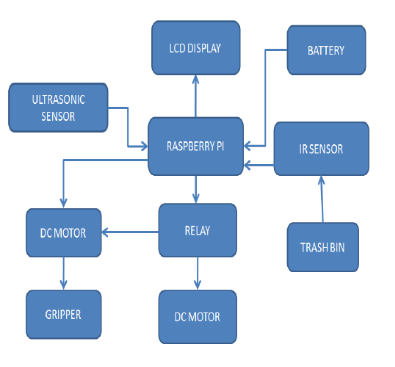 LCD DISPLAY
BATTERY
ULTRASONIC
SENSOR
RASPBERRY PI
IR SENSOR
DC MOTOR
RELAY
TRASH BIN
GRIPPER
DC MOTOR